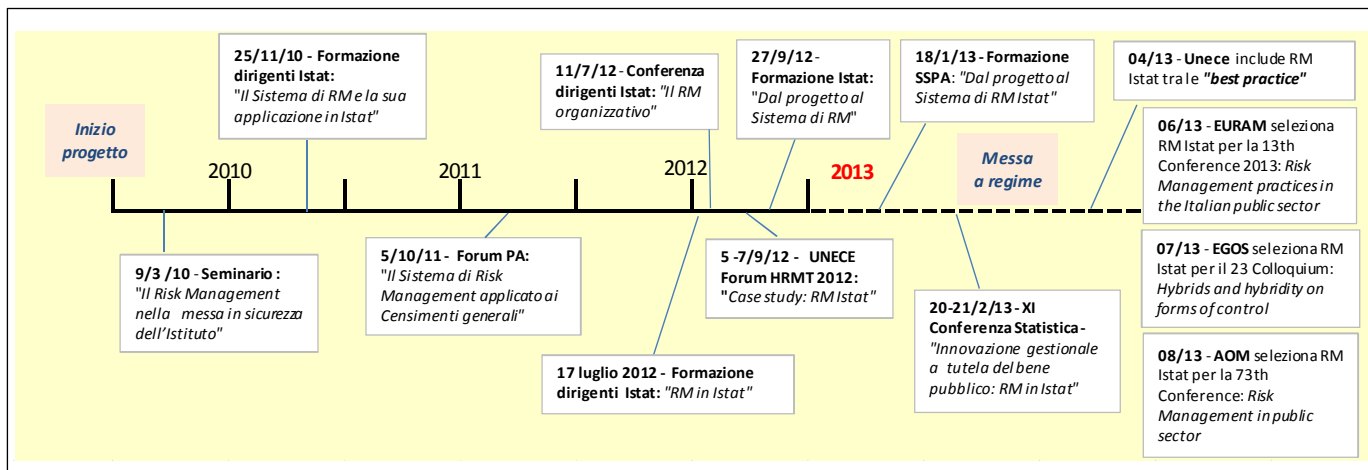 Inizio
progetto
25/11/10 - Formazione
dirigenti Istat:
"Il Sistema di RM e la sua
applicazione in Istat"
11/7/12 - Conferenza
dirigenti Istat: "Il RM
organizzativo"
27/9/12 -
Formazione Istat:
"Dal progetto al
Sistema di RM"
18/1/13 - Formazione
SSPA: "Dal progetto al
Sistema di RM Istat"
04/13 - Unece include RM
Istat tra le "best practice"
06/13 - EURAM seleziona
RM Istat per la 13th
Conference 2013: Risk
Management practices in
the Italian public sector
2010
2011
2012
2013
Messa
a regime
9/3 /10 - Seminario :
"Il Risk Management
nella messa in sicurezza
dell'Istituto"
5/10/11 - Forum PA:
"Il Sistema di Risk
Management applicato ai
Censimenti generali"
17 luglio 2012 - Formazione
dirigenti Istat: "RM in Istat"
5 -7/9/12 - UNECE
Forum HRMT 2012:
"Case study: RM Istat"
20-21/2/13 - XI
Conferenza Statistica -
"Innovazione gestionale
a tutela del bene
pubblico: RM in Istat"
07/13 - EGOS seleziona RM
Istat per il 23 Colloquium:
Hybrids and hybridity on
forms of control
08/13 - AOM seleziona RM
Istat per la 73th
Conference: Risk
Management in public
sector